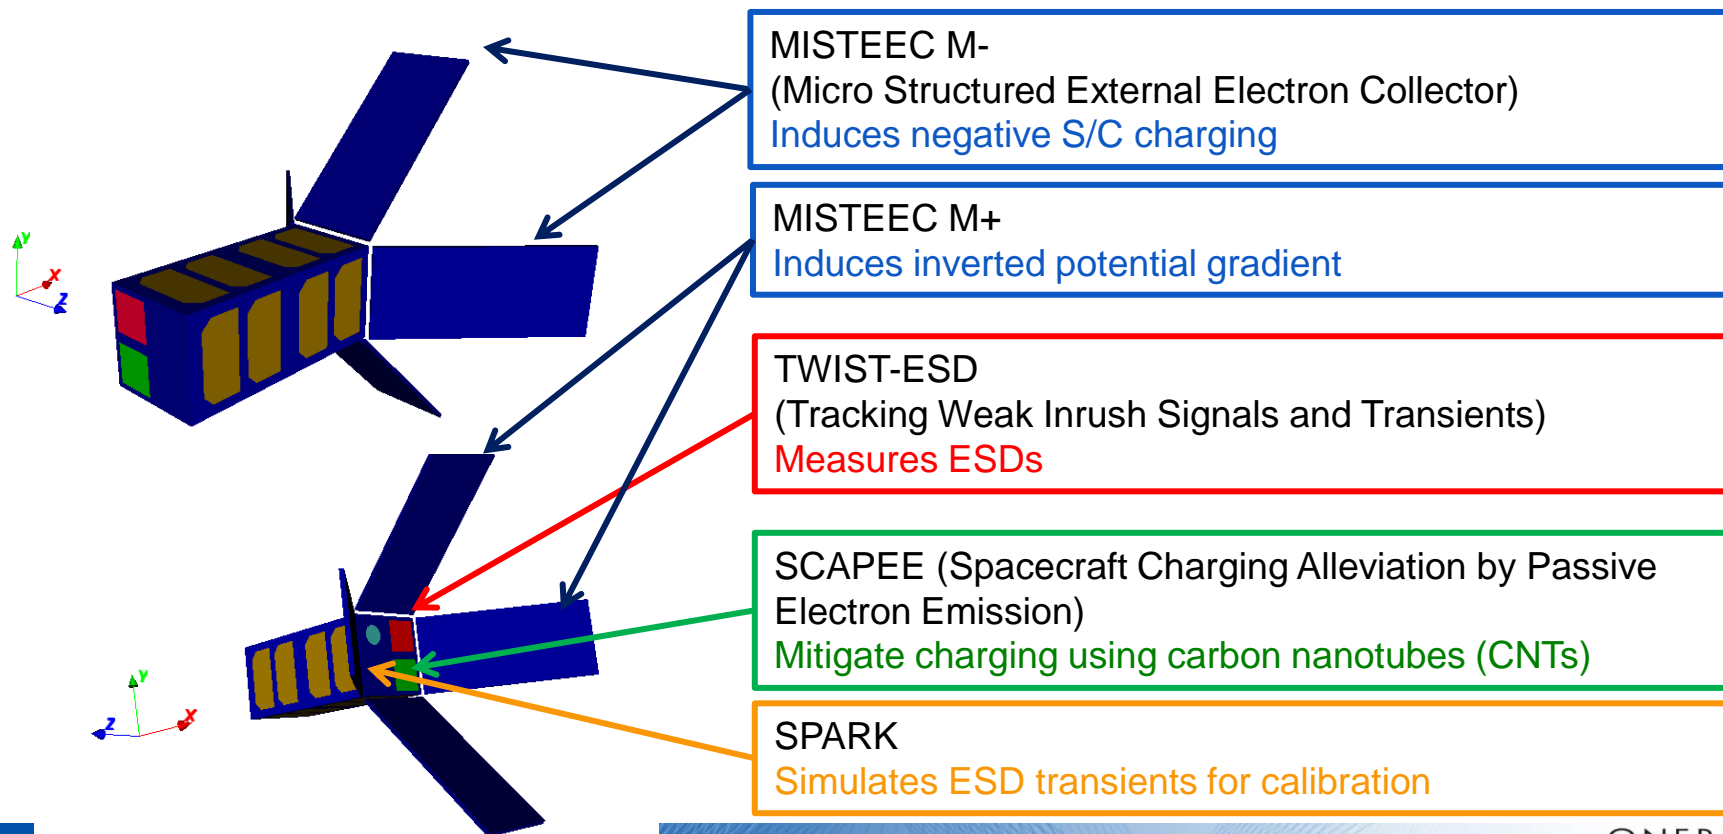 MISTEEC M-
(Micro Structured External Electron Collector)
Induces negative S/C charging
MISTEEC M+
Induces inverted potential gradient
Y
X
Z
TWIST-ESD
(Tracking Weak Inrush Signals and Transients)
Measures ESDs
SCAPEE (Spacecraft Charging Alleviation by Passive
Electron Emission)
Mitigate charging using carbon nanotubes (CNTs)
Y
Z
X
SPARK
Simulates ESD transients for calibration